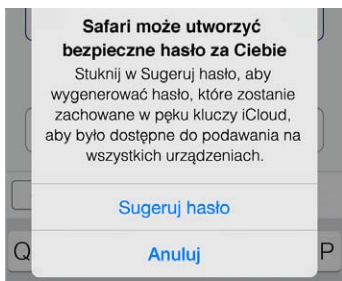 Safari może utworzyć
bezpieczne hasło za Ciebie
Stuknij w Sugeruj hasło, aby
wygenerować hasło, które zostanie
zachowane w pęku kluczy iCloud,
aby było dostępne do podawania na
wszystkich urządzeniach.
Sugeruj hasło
Anuluj
Q P